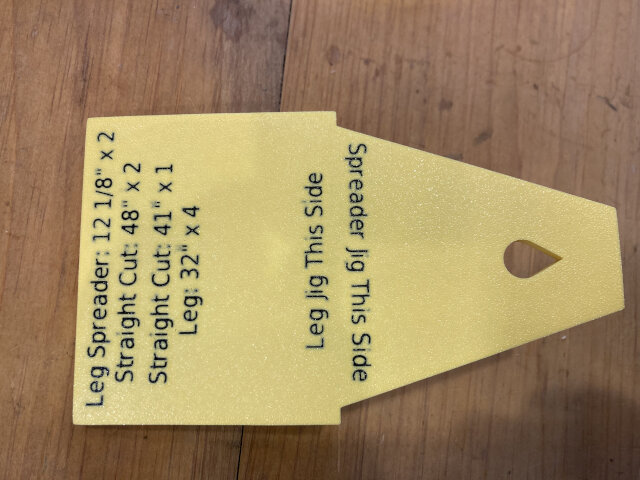 Leg Spreader: 12 1/8" x 2
Straight Cut: 48" x 2
Straight Cut: 41" x 1
Leg: 32" x 4
Leg Jig This Side
Spreader Jig This Side